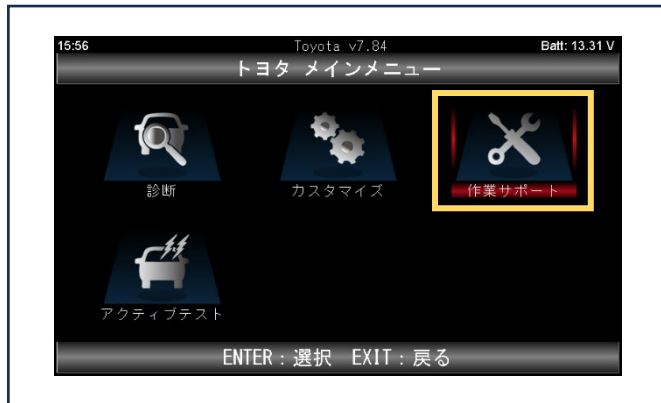 15:56 Toyota v7.84 Batt: 13.31 V
トヨタ メインメニュー
診断 カスタマイズ 作業サポート
アクティブテスト
ENTER：選択 EXIT：戻る